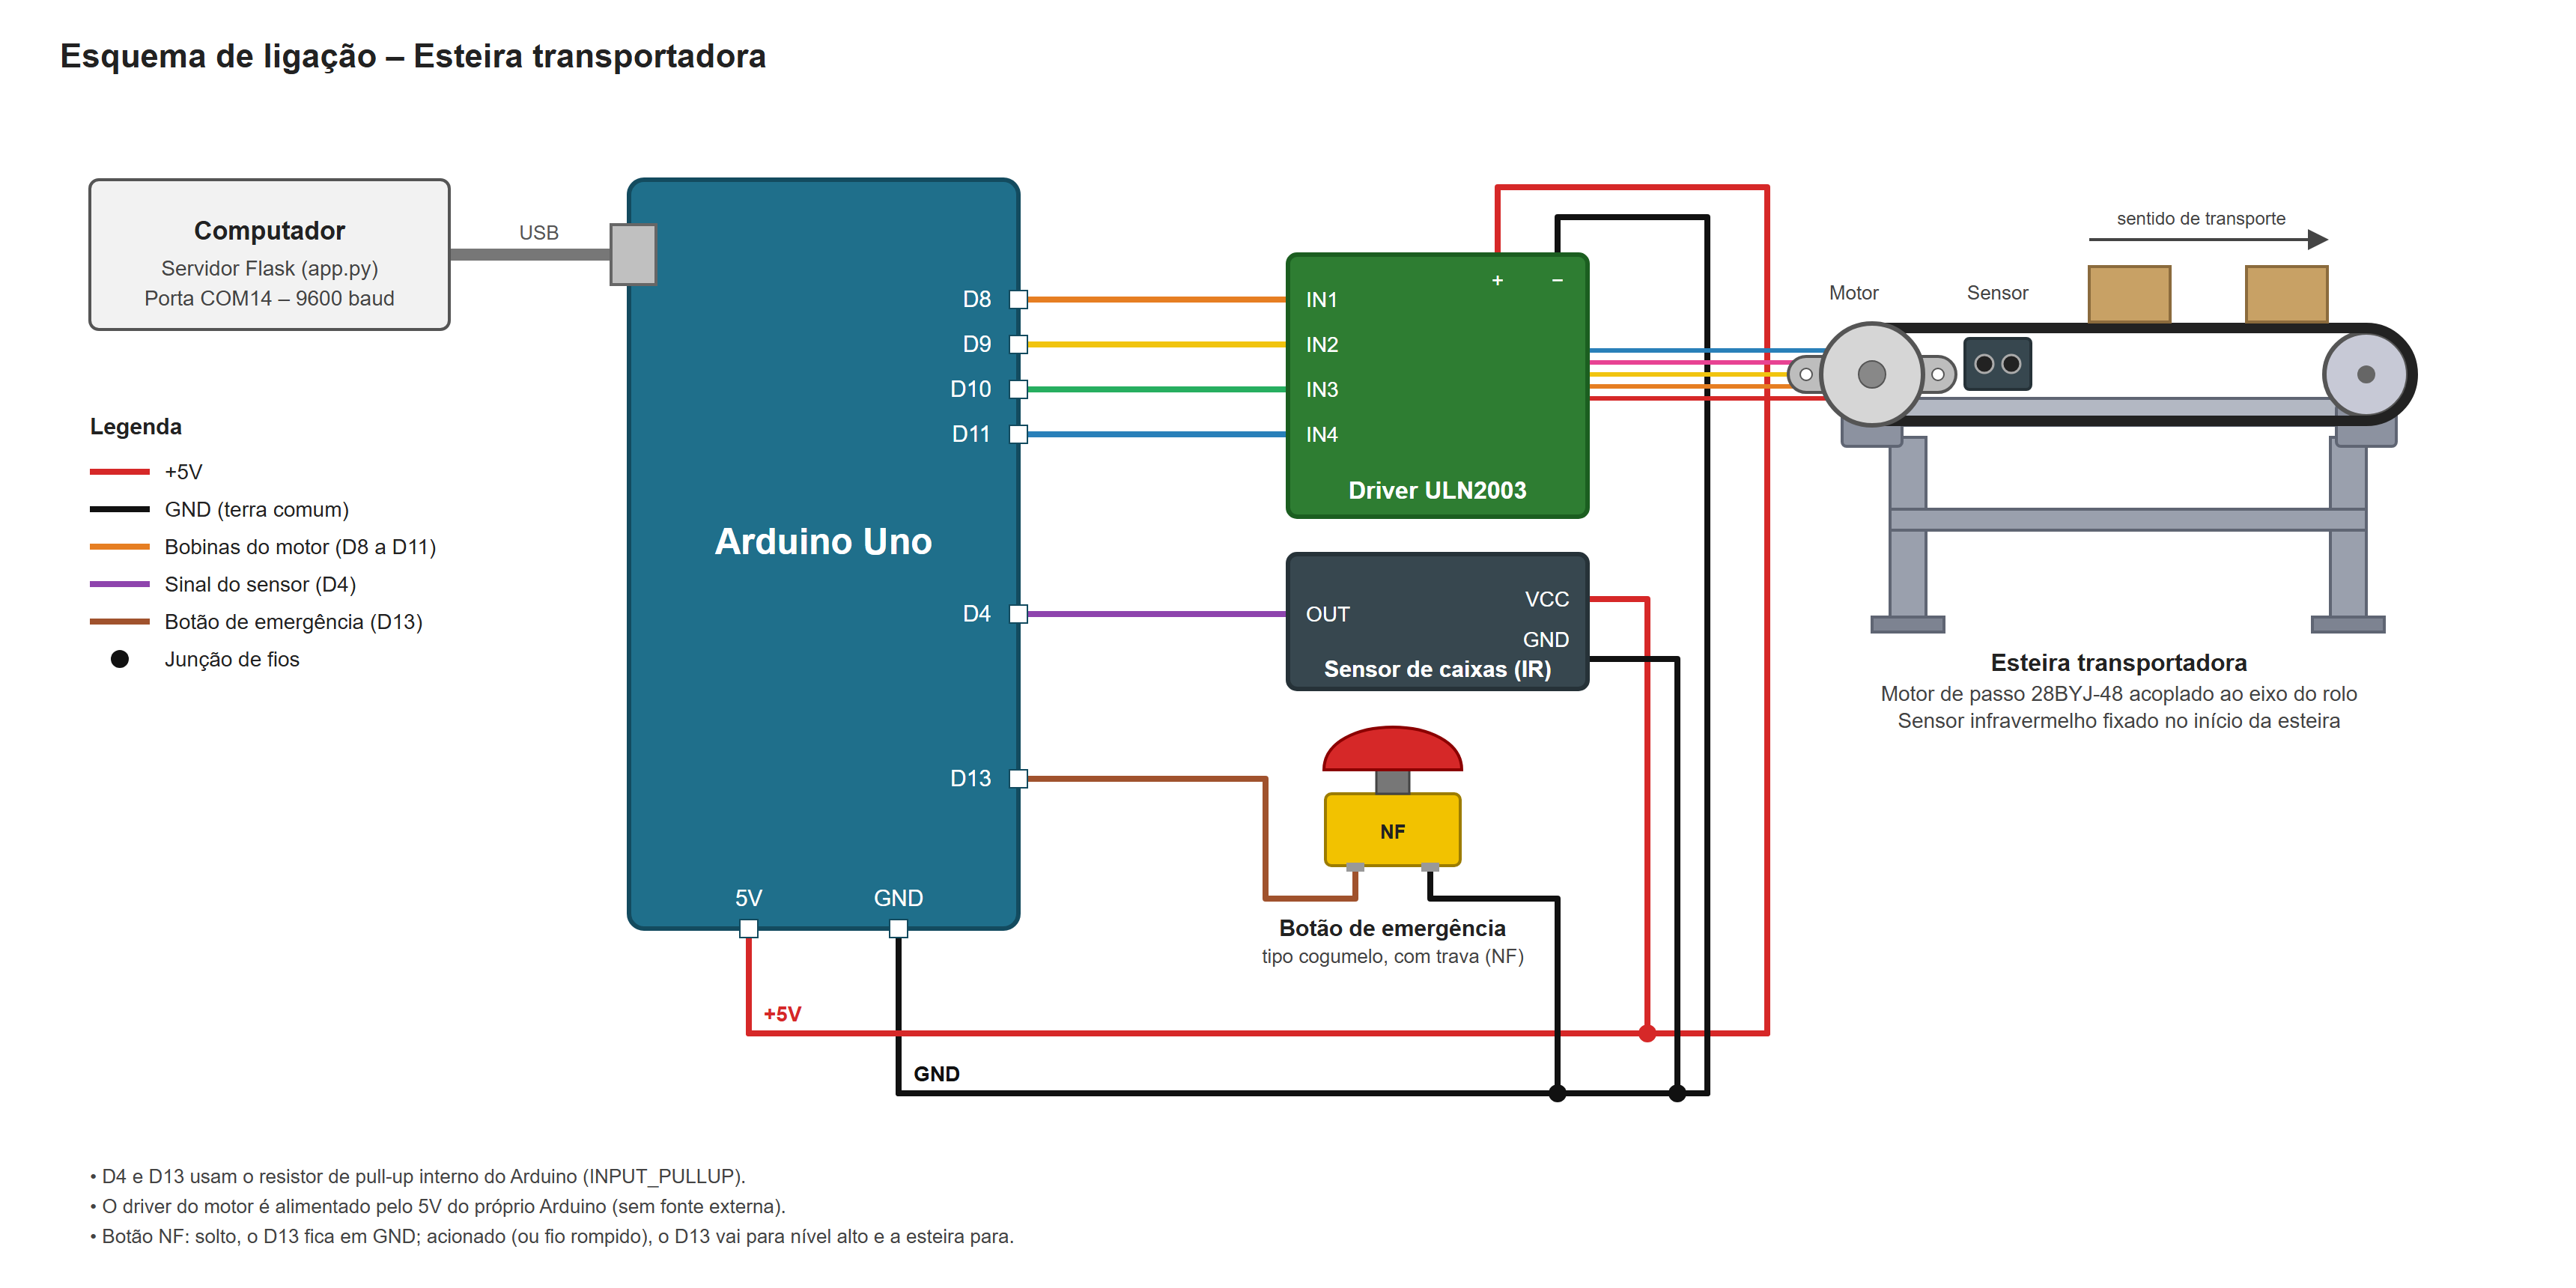 Esquema de ligação – Esteira transportadora
Computador
Servidor Flask (app.py)
Porta COM14 – 9600 baud
USB
Legenda
+5V
GND (terra comum)
Bobinas do motor (D8 a D11)
Sinal do sensor (D4)
Botão de emergência (D13)
Junção de fios
Arduino Uno
D8
D9
D10
D11
D4
D13
5V
GND
+5V
GND
+ –
IN1
IN2
IN3
IN4
Driver ULN2003
VCC
OUT
GND
Sensor de caixas (IR)
NF
Botão de emergência
tipo cogumelo, com trava (NF)
sentido de transporte
Motor
Sensor
Esteira transportadora
Motor de passo 28BYJ-48 acoplado ao eixo do rolo
Sensor infravermelho fixado no início da esteira
• D4 e D13 usam o resistor de pull-up interno do Arduino (INPUT_PULLUP).
• O driver do motor é alimentado pelo 5V do próprio Arduino (sem fonte externa).
• Botão NF: solto, o D13 fica em GND; acionado (ou fio rompido), o D13 vai para nível alto e a esteira para.